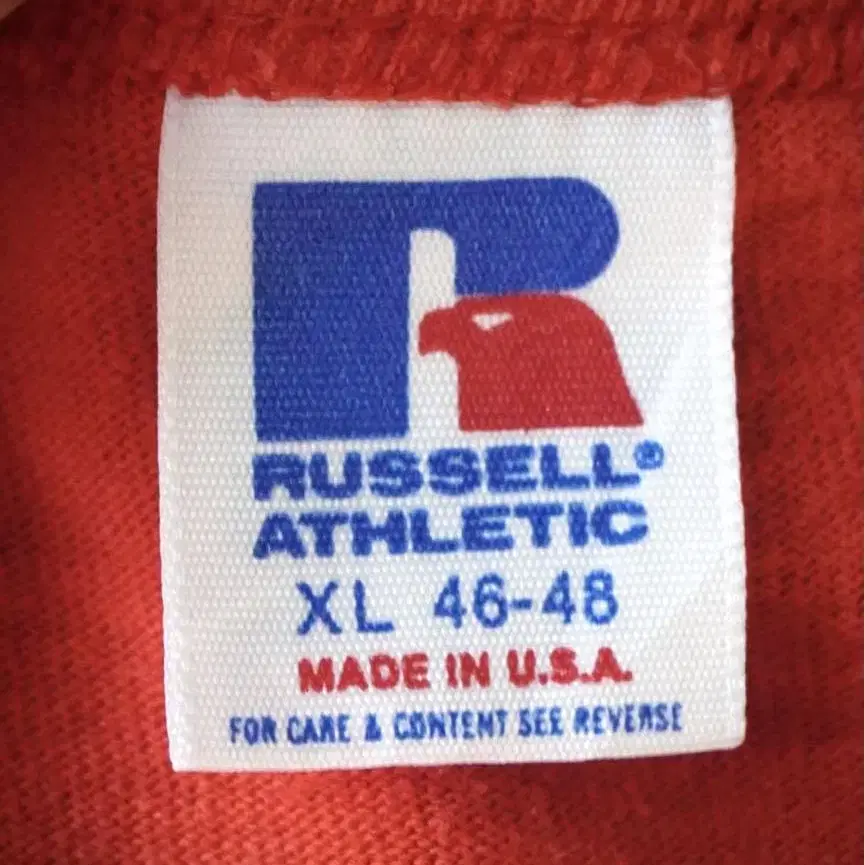 R
RUSSELL®
ATHLETIC
XL 46-48
MADE IN U.S.A.
FOR CARE & CONTENT SEE REVERSE